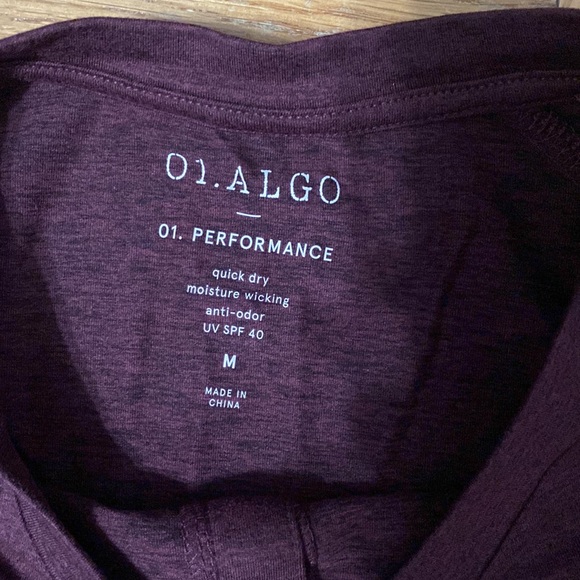 01.ALGO
01. PERFORMANCE
quick dry
moisture wicking
anti-odor
UV SPF 40
M
MADE IN
CHINA